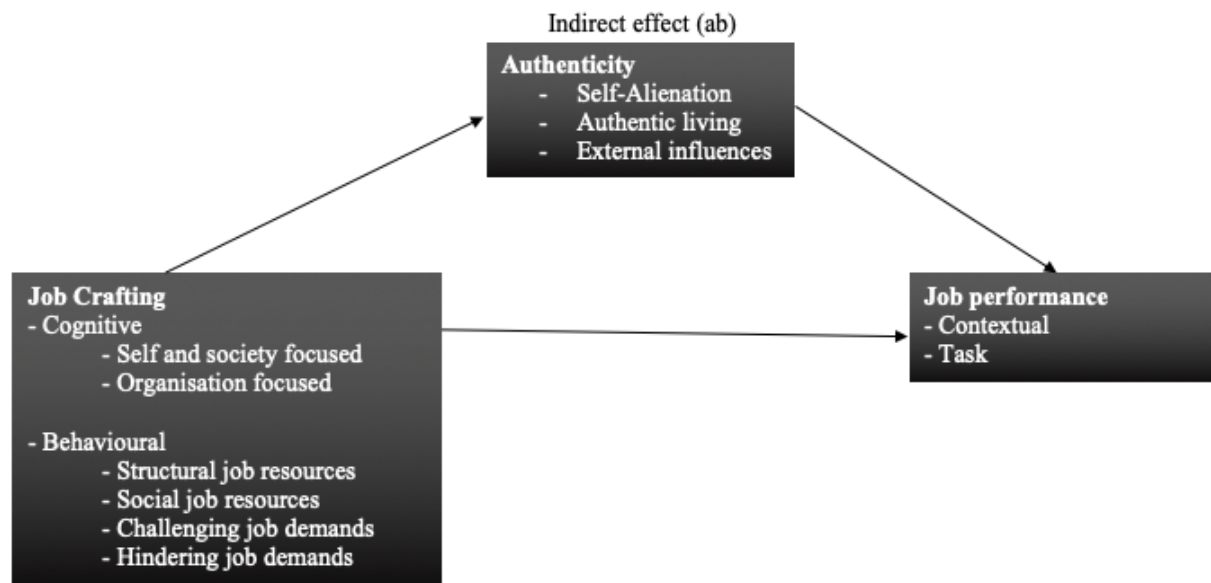 Indirect effect (ab)
Authenticity
- Self-Alienation
- Authentic living
- External influences
Job Crafting
- Cognitive
- Self and society focused
- Organisation focused
- Behavioural
- Structural job resources
- Social job resources
- Challenging job demands
- Hindering job demands
Job performance
- Contextual
- Task